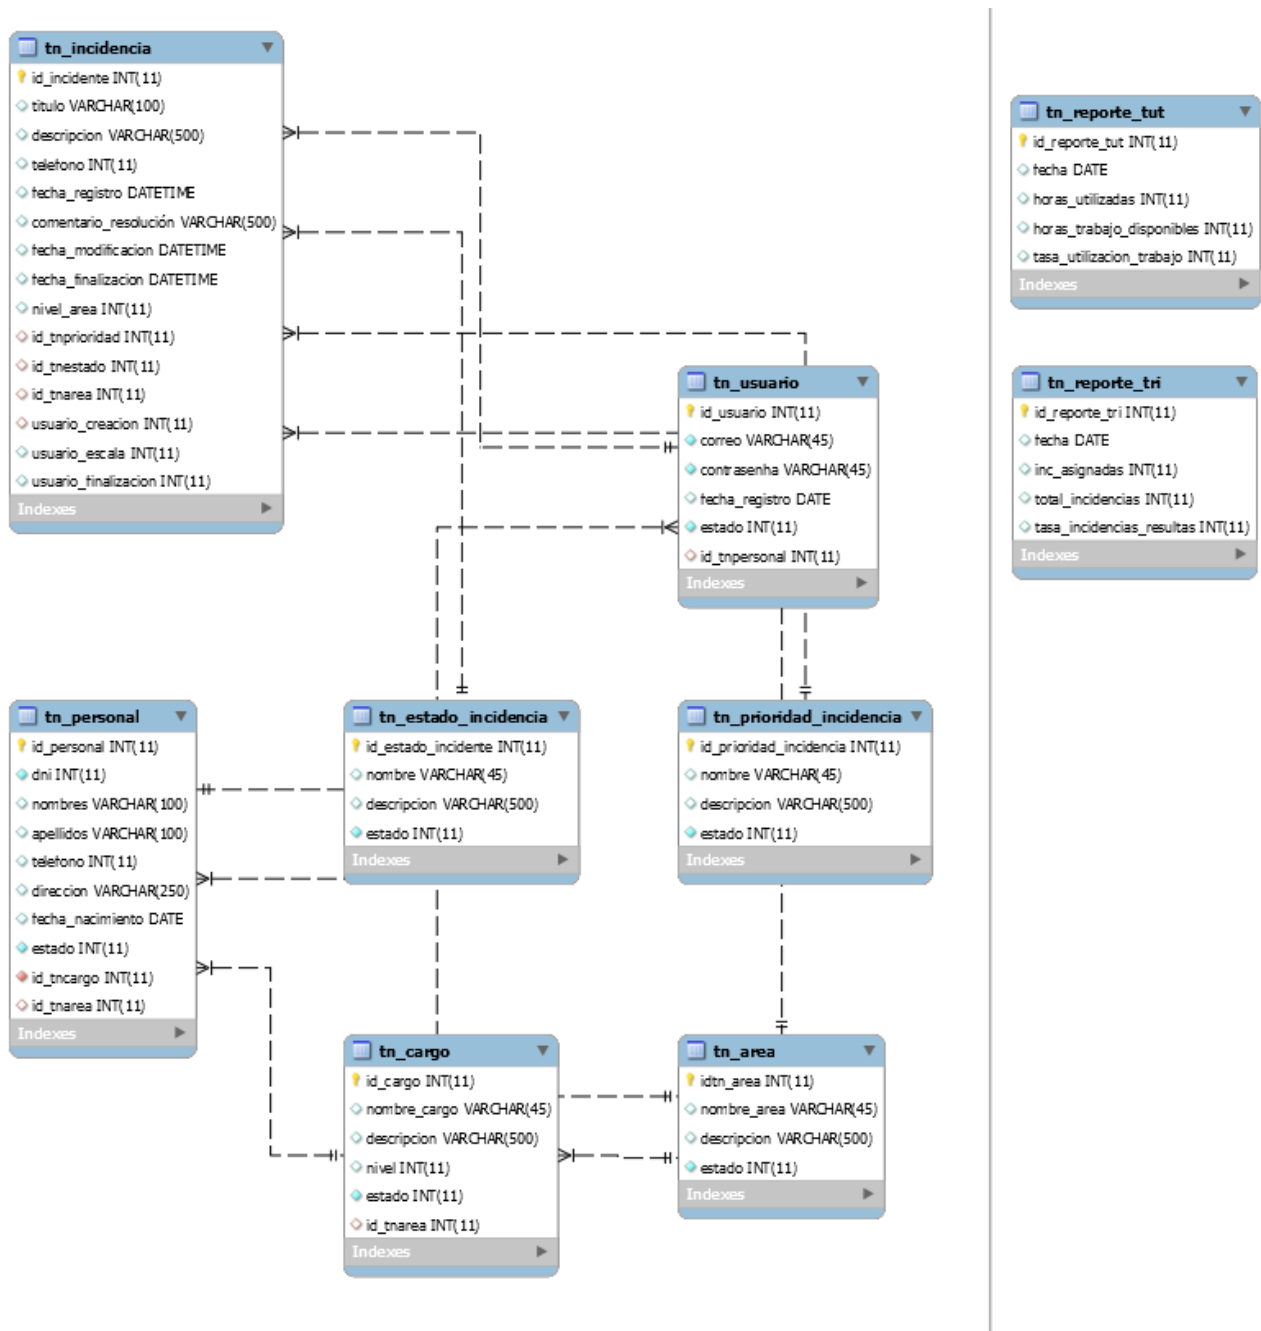 tn_incidencia
id_incidente INT(11)
titulo VARCHAR(100)
descripcion VARCHAR(500)
telefono INT(11)
fecha_registro DATETIME
comentario_resolución VARCHAR(500)
fecha_modificacion DATETIME
fecha_finalizacion DATETIME
nivel_area INT(11)
id_tnprioridad INT(11)
id_tnestado INT(11)
id_tnarea INT(11)
usuario_creacion INT(11)
usuario_escala INT(11)
usuario_finalizacion INT(11)
Indexes
tn_reporte_tut
id_reporte_tut INT(11)
fecha DATE
horas_utilizadas INT(11)
horas_trabajo_disponibles INT(11)
tasa_utilizacion_trabajo INT(11)
Indexes
tn_usuario
id_usuario INT(11)
correo VARCHAR(45)
contrasenha VARCHAR(45)
fecha_registro DATE
estado INT(11)
id_tnpersonal INT(11)
Indexes
tn_reporte_tri
id_reporte_tri INT(11)
fecha DATE
inc_asignadas INT(11)
total_incidencias INT(11)
tasa_incidencias_resultas INT(11)
Indexes
tn_personal
id_personal INT(11)
dni INT(11)
nombres VARCHAR(100)
apellidos VARCHAR(100)
telefono INT(11)
direccion VARCHAR(250)
fecha_nacimiento DATE
estado INT(11)
id_tncargo INT(11)
id_tnarea INT(11)
Indexes
tn_estado_incidencia
id_estado_incidente INT(11)
nombre VARCHAR(45)
descripcion VARCHAR(500)
estado INT(11)
Indexes
tn_prioridad_incidencia
id_prioridad_incidencia INT(11)
nombre VARCHAR(45)
descripcion VARCHAR(500)
estado INT(11)
Indexes
tn_cargo
id_cargo INT(11)
nombre_cargo VARCHAR(45)
descripcion VARCHAR(500)
nivel INT(11)
estado INT(11)
id_tnarea INT(11)
Indexes
tn_area
idtn_area INT(11)
nombre_area VARCHAR(45)
descripcion VARCHAR(500)
estado INT(11)
Indexes